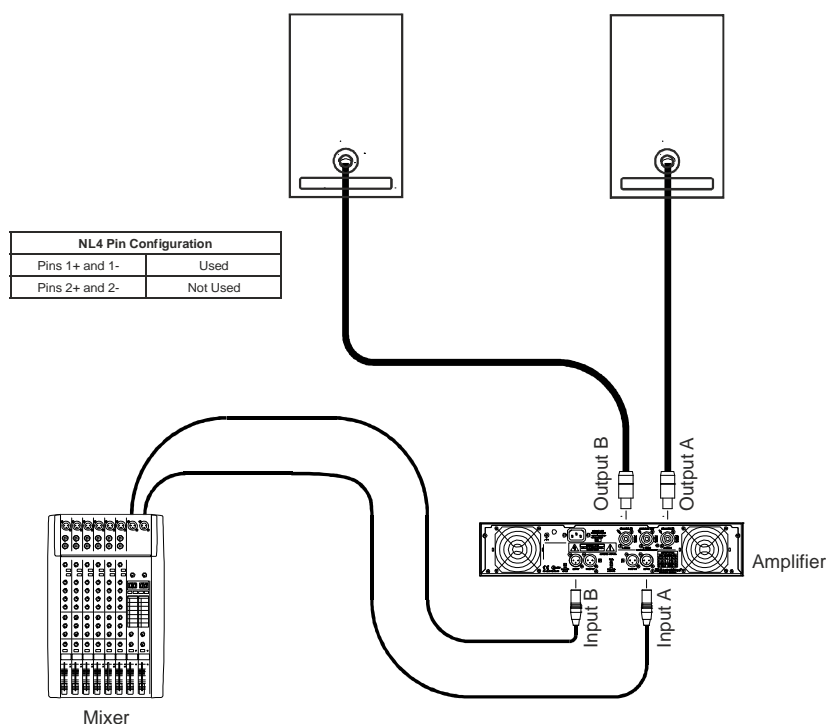 NL4 Pin Configuration
Pins 1+ and 1- Used
Pins 2+ and 2- Not Used
Output B
Output A
Amplifier
Input B
Input A
Mixer